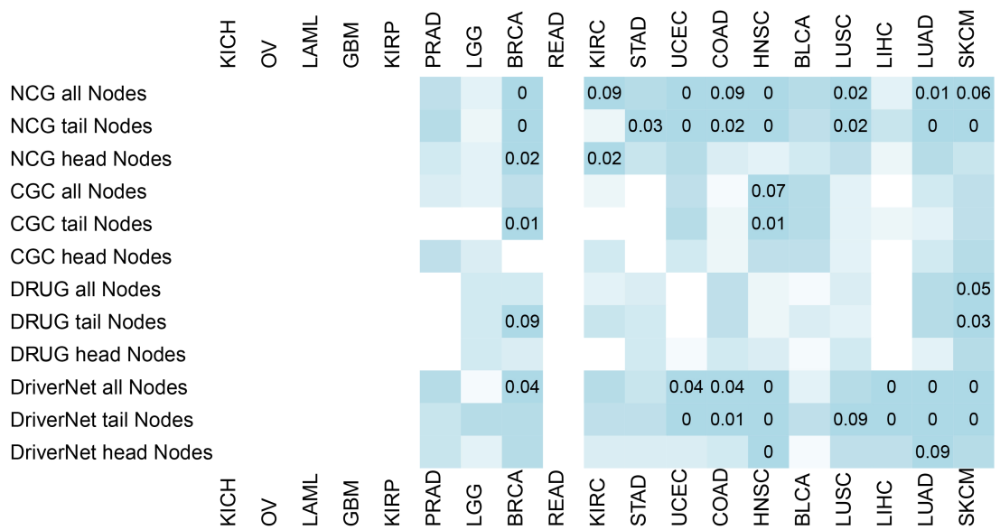 KICH OV LAML GBM KIRP PRAD LGG BRCA READ KIRC STAD UCEC COAD HNSC BLCA LUSC LIHC LUAD SKCM
NCG all Nodes 0 0.09 0 0.09 0 0.02 0.01 0.06
NCG tail Nodes 0 0.03 0 0.02 0 0.02 0 0
NCG head Nodes 0.02 0.02
CGC all Nodes 0.07
CGC tail Nodes 0.01 0.01
CGC head Nodes
DRUG all Nodes 0.05
DRUG tail Nodes 0.09 0.03
DRUG head Nodes
DriverNet all Nodes 0.04 0.04 0.04 0 0 0 0
DriverNet tail Nodes 0 0.01 0 0.09 0 0 0
DriverNet head Nodes 0 0.09
KICH OV LAML GBM KIRP PRAD LGG BRCA READ KIRC STAD UCEC COAD HNSC BLCA LUSC LIHC LUAD SKCM